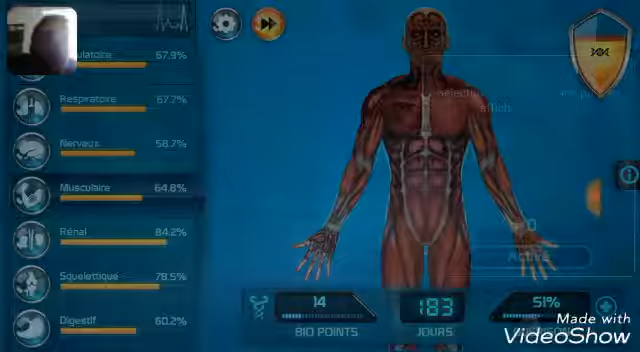 ulatoire 67.9%
Respiratoire 67.7%
Nerveux 58.7%
Musculaire 64.8%
Rénal 84.2%
Squelettique 78.5%
Digestif 60.2%
Active
14
BIO POINTS
183
JOURS
51%
Made with
VideoShow